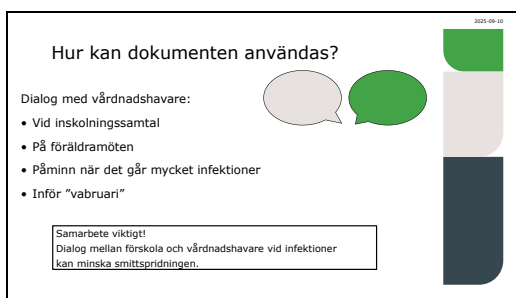 2025-09-10
Hur kan dokumenten användas?
Dialog med vårdnadshavare:
• Vid inskolningssamtal
• På föräldramöten
• Påminn när det går mycket infektioner
• Inför ”vabruari”
Samarbete viktigt!
Dialog mellan förskola och vårdnadshavare vid infektioner
kan minska smittspridningen.